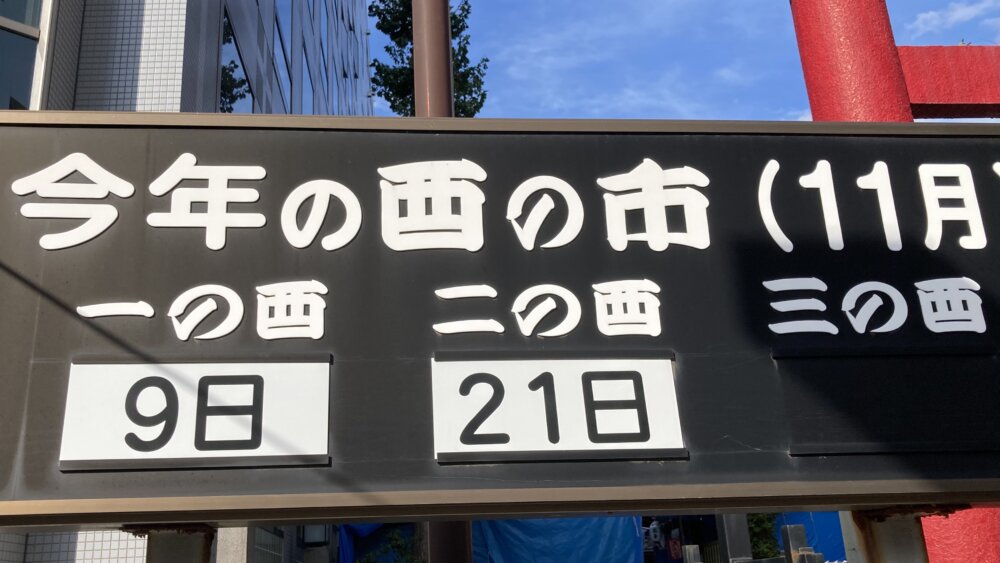 今年の酉の市(11月)
一の酉 二の酉 三の酉
9日 21日